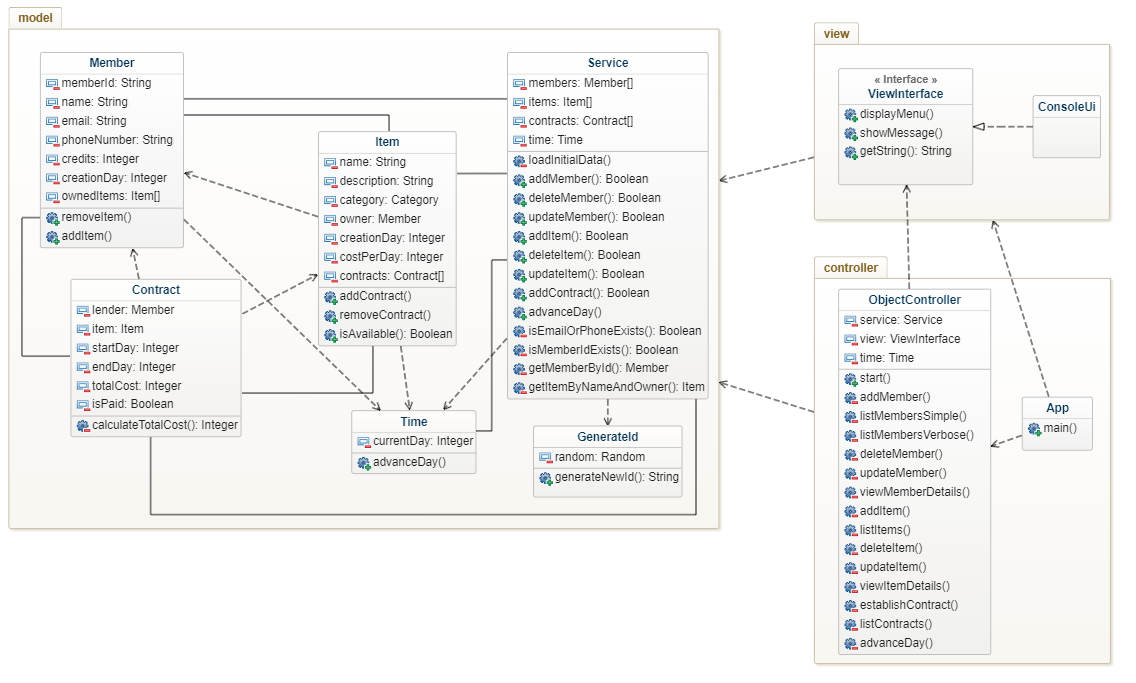 model
Member
memberId: String
name: String
email: String
phoneNumber: String
credits: Integer
creationDay: Integer
ownedItems: Item[]
removeItem()
addItem()
Item
name: String
description: String
category: Category
owner: Member
creationDay: Integer
costPerDay: Integer
contracts: Contract[]
addContract()
removeContract()
isAvailable(): Boolean
Service
members: Member[]
items: Item[]
contracts: Contract[]
time: Time
loadInitialData()
addMember(): Boolean
deleteMember(): Boolean
updateMember(): Boolean
addItem(): Boolean
deleteItem(): Boolean
updateItem(): Boolean
addContract(): Boolean
advanceDay()
isEmailOrPhoneExists(): Boolean
isMemberIdExists(): Boolean
getMemberById(): Member
getItemByNameAndOwner(): Item
Contract
lender: Member
item: Item
startDay: Integer
endDay: Integer
totalCost: Integer
isPaid: Boolean
calculateTotalCost(): Integer
Time
currentDay: Integer
advanceDay()
GenerateId
random: Random
generateNewId(): String
view
« Interface »
ViewInterface
displayMenu()
showMessage()
getString(): String
ConsoleUi
controller
ObjectController
service: Service
view: ViewInterface
time: Time
start()
addMember()
listMembersSimple()
listMembersVerbose()
deleteMember()
updateMember()
viewMemberDetails()
addItem()
listItems()
deleteItem()
updateItem()
viewItemDetails()
establishContract()
listContracts()
advanceDay()
App
main()